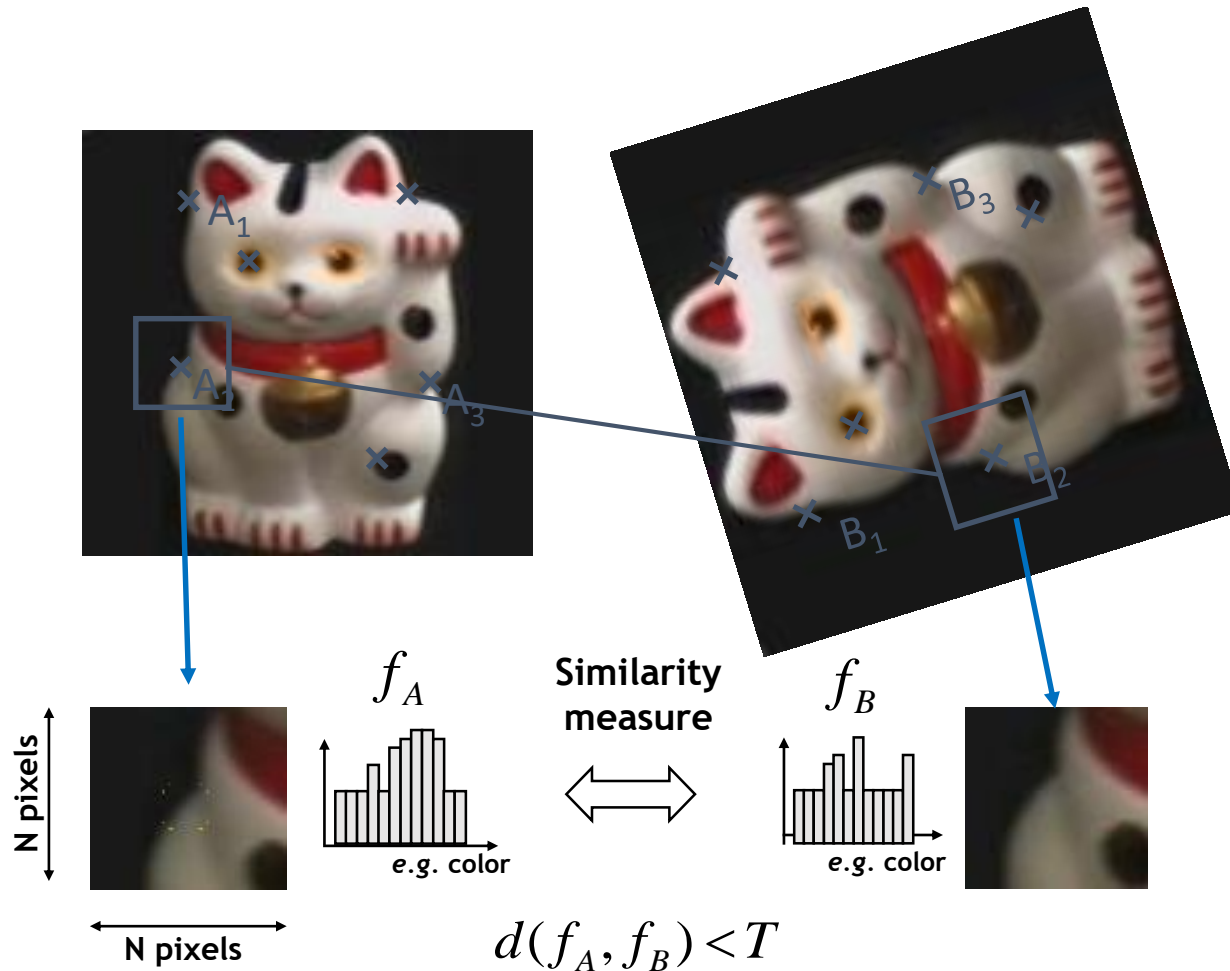 A₁
A₂
A₃
B₃
B₂
B₁
f_A
Similarity
measure
f_B
N pixels
e.g. color
e.g. color
N pixels
d(f_A, f_B) < T